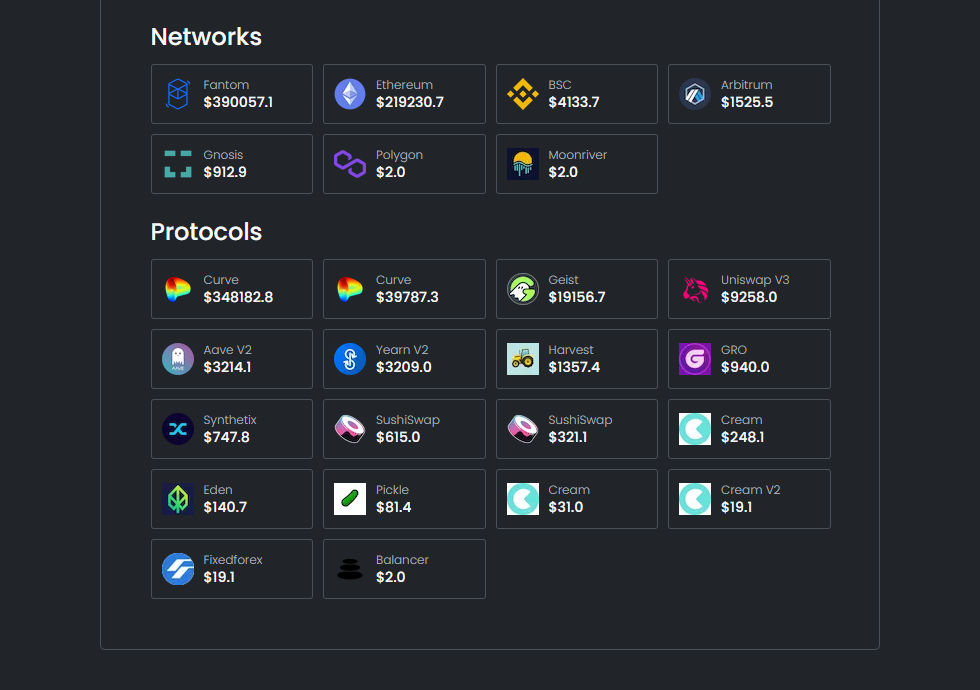 Networks
Fantom
$390057.1
Ethereum
$219230.7
BSC
$4133.7
Arbitrum
$1525.5
Gnosis
$912.9
Polygon
$2.0
Moonriver
$2.0
Protocols
Curve
$348182.8
Curve
$39787.3
Geist
$19156.7
Uniswap V3
$9258.0
Aave V2
$3214.1
Yearn V2
$3209.0
Harvest
$1357.4
GRO
$940.0
Synthetix
$747.8
SushiSwap
$615.0
SushiSwap
$321.1
Cream
$248.1
Eden
$140.7
Pickle
$81.4
Cream
$31.0
Cream V2
$19.1
Fixedforex
$19.1
Balancer
$2.0